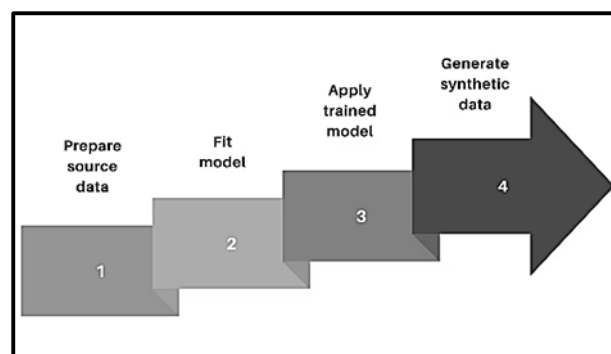 Prepare
source
data
Fit
model
Apply
trained
model
Generate
synthetic
data
1
2
3
4